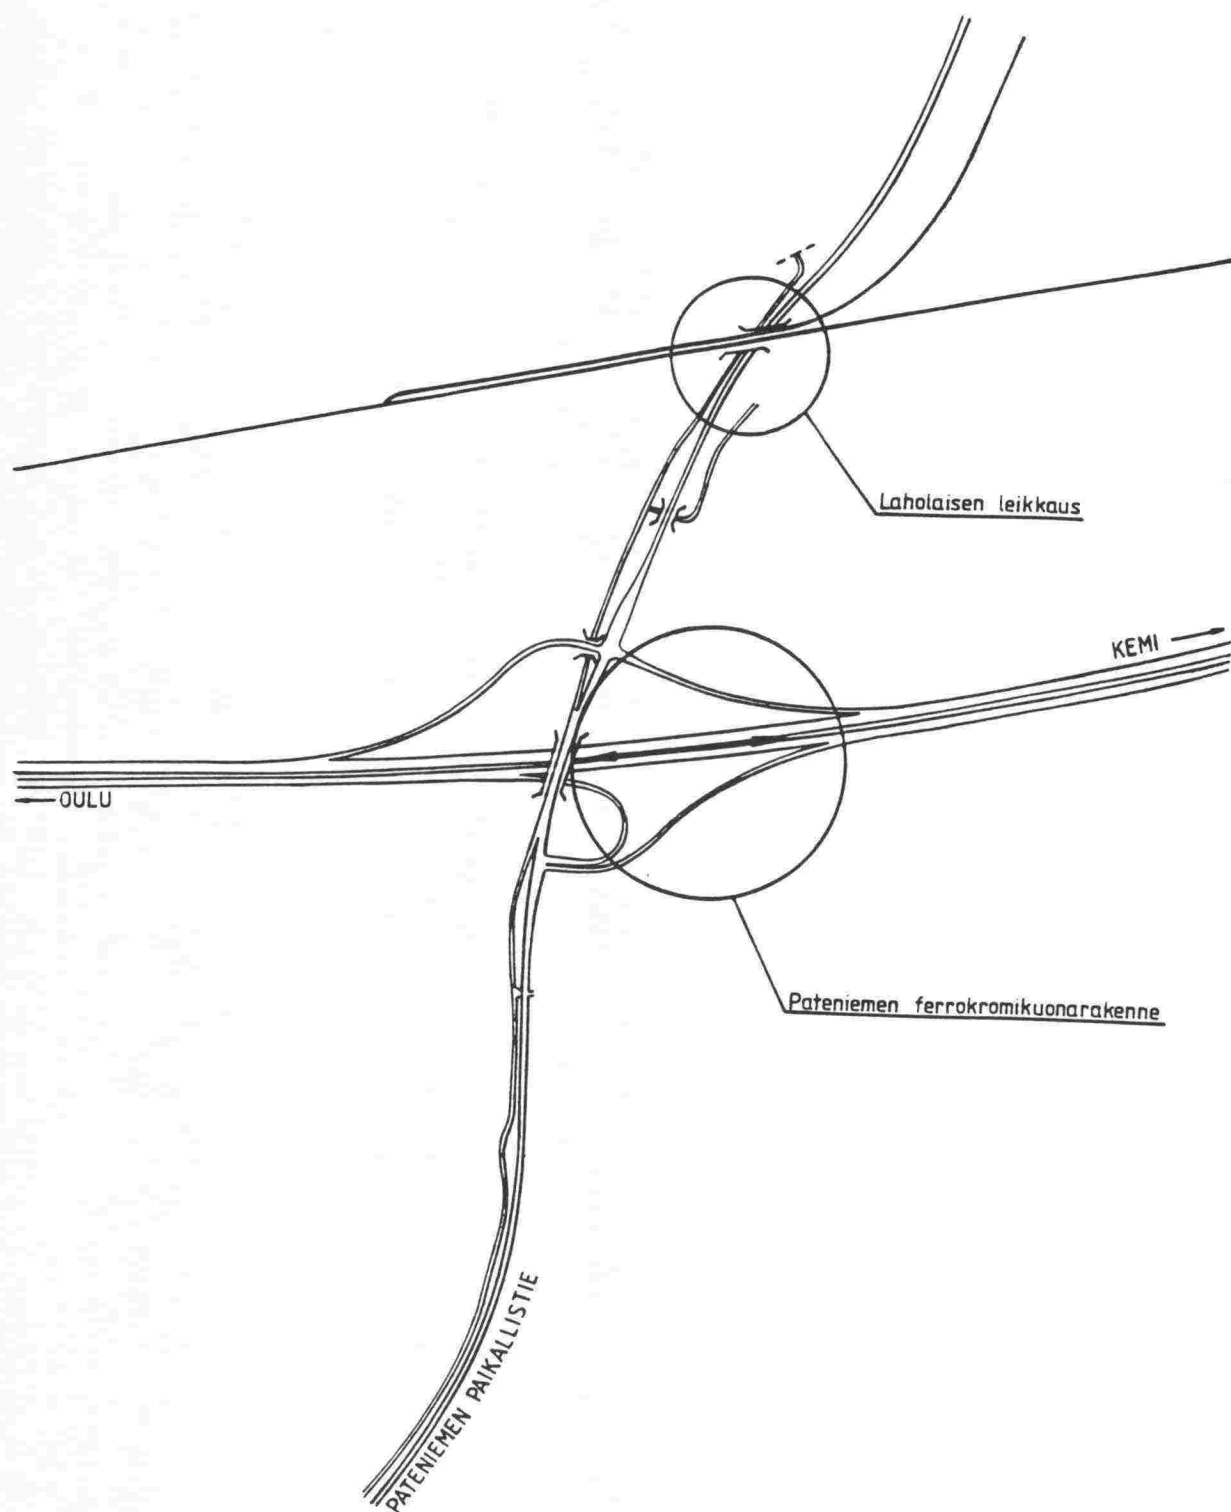 Laholaisen leikkaus
KEMI
OULU
Pateniemen ferrokromikuonarakenne
PATENIEMEN PAIKALLISTIE